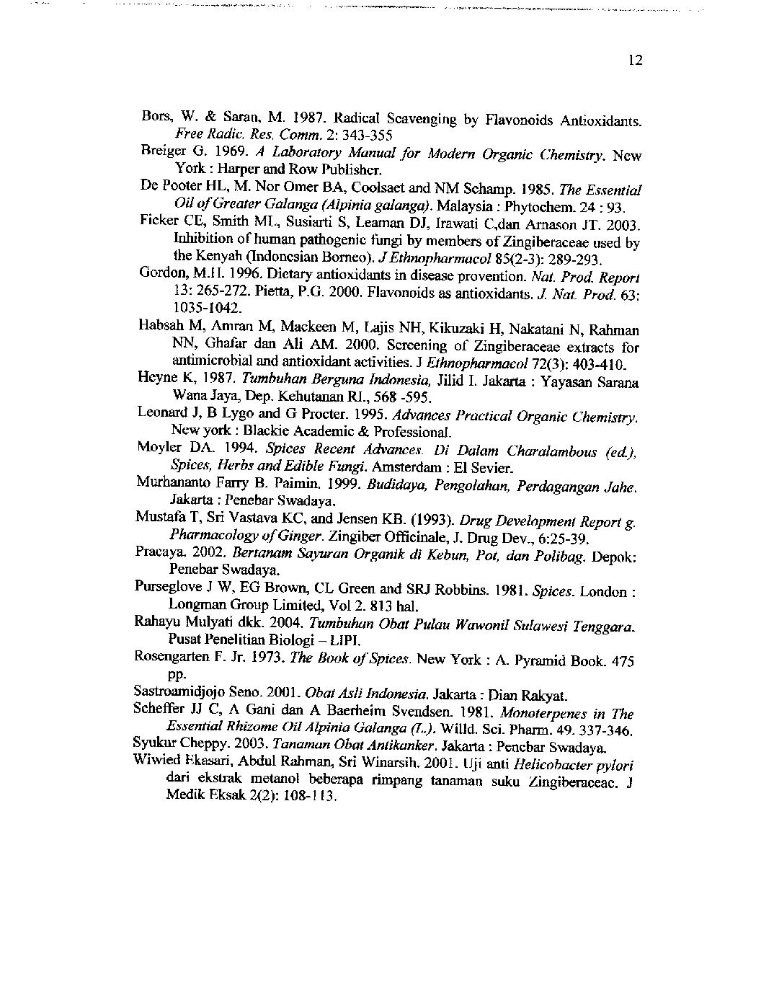 12
Bors, W. & Saran, M. 1987. Radical Scavenging by Flavonoids Antioxidants.
Free Radic. Res. Comm. 2: 343-355
Breiger G. 1969. A Laboratory Manual for Modern Organic Chemistry. New
York : Harper and Row Publisher.
De Pooter HL, M. Nor Omer BA, Coolsaet and NM Schamp. 1985. The Essential
Oil of Greater Galanga (Alpinia galanga). Malaysia : Phytochem. 24 : 93.
Ficker CE, Smith ML, Susiarti S, Leaman DJ, Irawati C,dan Arnason JT. 2003.
Inhibition of human pathogenic fungi by members of Zingiberaceae used by
the Kenyah (Indonesian Borneo). J Ethnopharmacol 85(2-3): 289-293.
Gordon, M.H. 1996. Dietary antioxidants in disease provention. Nat. Prod. Report
13: 265-272. Pietta, P.G. 2000. Flavonoids as antioxidants. J. Nat. Prod. 63:
1035-1042.
Habsah M, Amran M, Mackeen M, Lajis NH, Kikuzaki H, Nakatani N, Rahman
NN, Ghafar dan Ali AM. 2000. Screening of Zingiberaceae extracts for
antimicrobial and antioxidant activities. J Ethnopharmacol 72(3): 403-410.
Heyne K, 1987. Tumbuhan Berguna Indonesia, Jilid I. Jakarta : Yayasan Sarana
Wana Jaya, Dep. Kehutanan RI., 568 -595.
Leonard J, B Lygo and G Procter. 1995. Advances Practical Organic Chemistry.
New york : Blackie Academic & Professional.
Moyler DA. 1994. Spices Recent Advances. Di Dalam Charalambous (ed.),
Spices, Herbs and Edible Fungi. Amsterdam : El Sevier.
Murhananto Farry B. Paimin. 1999. Budidaya, Pengolahan, Perdagangan Jahe.
Jakarta : Penebar Swadaya.
Mustafa T, Sri Vastava KC, and Jensen KB. (1993). Drug Development Report g.
Pharmacology of Ginger. Zingiber Officinale, J. Drug Dev., 6:25-39.
Pracaya. 2002. Bertanam Sayuran Organik di Kebun, Pot, dan Polibag. Depok:
Penebar Swadaya.
Purseglove J W, EG Brown, CL Green and SRJ Robbins. 1981. Spices. London :
Longman Group Limited, Vol 2. 813 hal.
Rahayu Mulyati dkk. 2004. Tumbuhan Obat Pulau Wawonil Sulawesi Tenggara.
Pusat Penelitian Biologi – LIPI.
Rosengarten F. Jr. 1973. The Book of Spices. New York : A. Pyramid Book. 475
pp.
Sastroamidjojo Seno. 2001. Obat Asli Indonesia. Jakarta : Dian Rakyat.
Scheffer JJ C, A Gani dan A Baerheim Svendsen. 1981. Monoterpenes in The
Essential Rhizome Oil Alpinia Galanga (L.). Willd. Sci. Pharm. 49. 337-346.
Syukur Cheppy. 2003. Tanaman Obat Antikanker. Jakarta : Penebar Swadaya.
Wiwied Ekasari, Abdul Rahman, Sri Winarsih. 2001. Uji anti Helicobacter pylori
dari ekstrak metanol beberapa rimpang tanaman suku Zingiberaceae. J
Medik Eksak 2(2): 108-113.